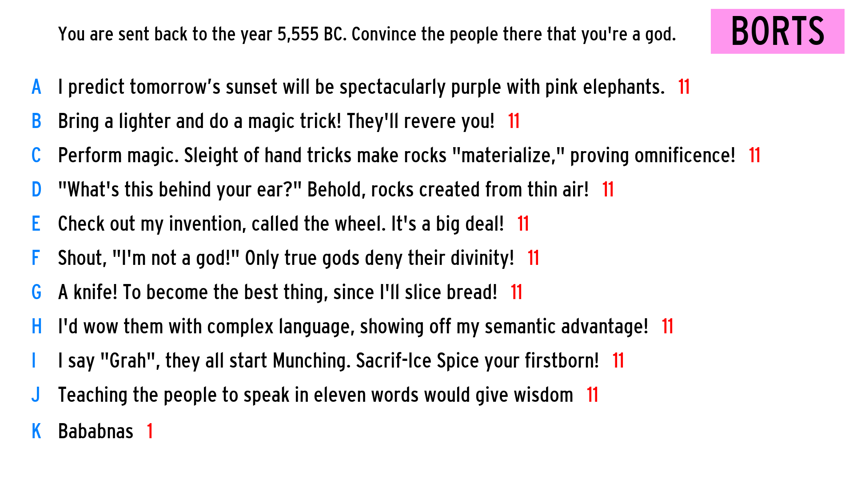 You are sent back to the year 5,555 BC. Convince the people there that you're a god.
BORTS
A I predict tomorrow’s sunset will be spectacularly purple with pink elephants. 11
B Bring a lighter and do a magic trick! They'll revere you! 11
C Perform magic. Sleight of hand tricks make rocks "materialize," proving omnificence! 11
D "What's this behind your ear?" Behold, rocks created from thin air! 11
E Check out my invention, called the wheel. It's a big deal! 11
F Shout, "I'm not a god!" Only true gods deny their divinity! 11
G A knife! To become the best thing, since I'll slice bread! 11
H I'd wow them with complex language, showing off my semantic advantage! 11
I I say "Grah", they all start Munching. Sacrif-Ice Spice your firstborn! 11
J Teaching the people to speak in eleven words would give wisdom 11
K Bababnas 1